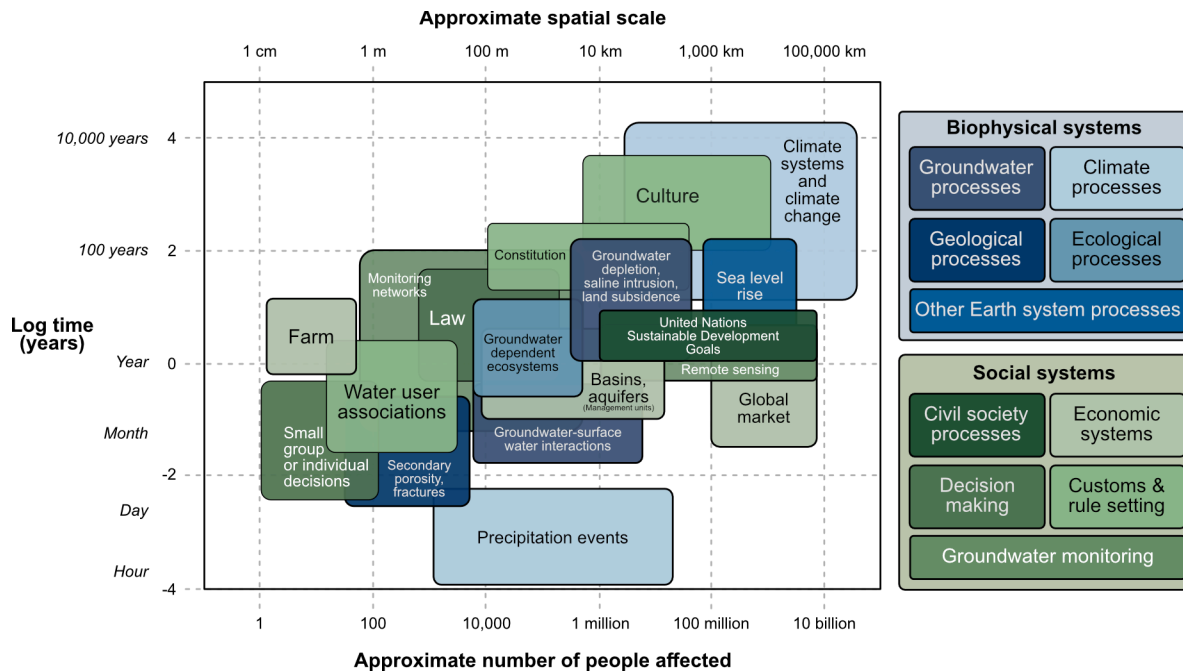 Approximate spatial scale
1 cm
1 m
100 m
10 km
1,000 km
100,000 km
10,000 years
100 years
Year
Month
Day
Hour
Log time
(years)
4
2
0
-2
-4
Climate
systems
and
climate
change
Culture
Constitution
Monitoring
networks
Groundwater
depletion,
saline intrusion,
land subsidence
Sea level
rise
Law
Farm
United Nations
Sustainable Development
Goals
Groundwater
dependent
ecosystems
Remote sensing
Water user
associations
Basins,
aquifers
(Management units)
Global
market
Small
group
or individual
decisions
Groundwater-surface
water interactions
Secondary
porosity,
fractures
Precipitation events
1
100
10,000
1 million
100 million
10 billion
Approximate number of people affected
Biophysical systems
Groundwater
processes
Climate
processes
Geological
processes
Ecological
processes
Other Earth system processes
Social systems
Civil society
processes
Economic
systems
Decision
making
Customs &
rule setting
Groundwater monitoring